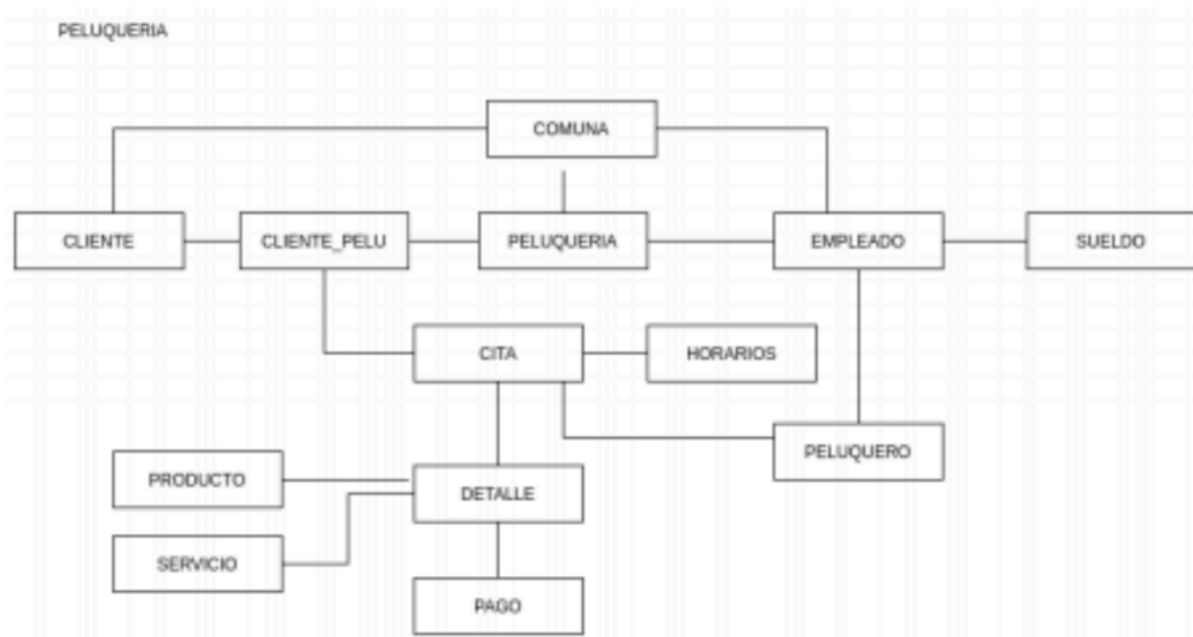 PELUQUERIA
COMUNA
CLIENTE
CLIENTE_PELU
PELUQUERIA
EMPLEADO
SUELDO
CITA
HORARIOS
PELUQUERO
PRODUCTO
DETALLE
SERVICIO
PAGO